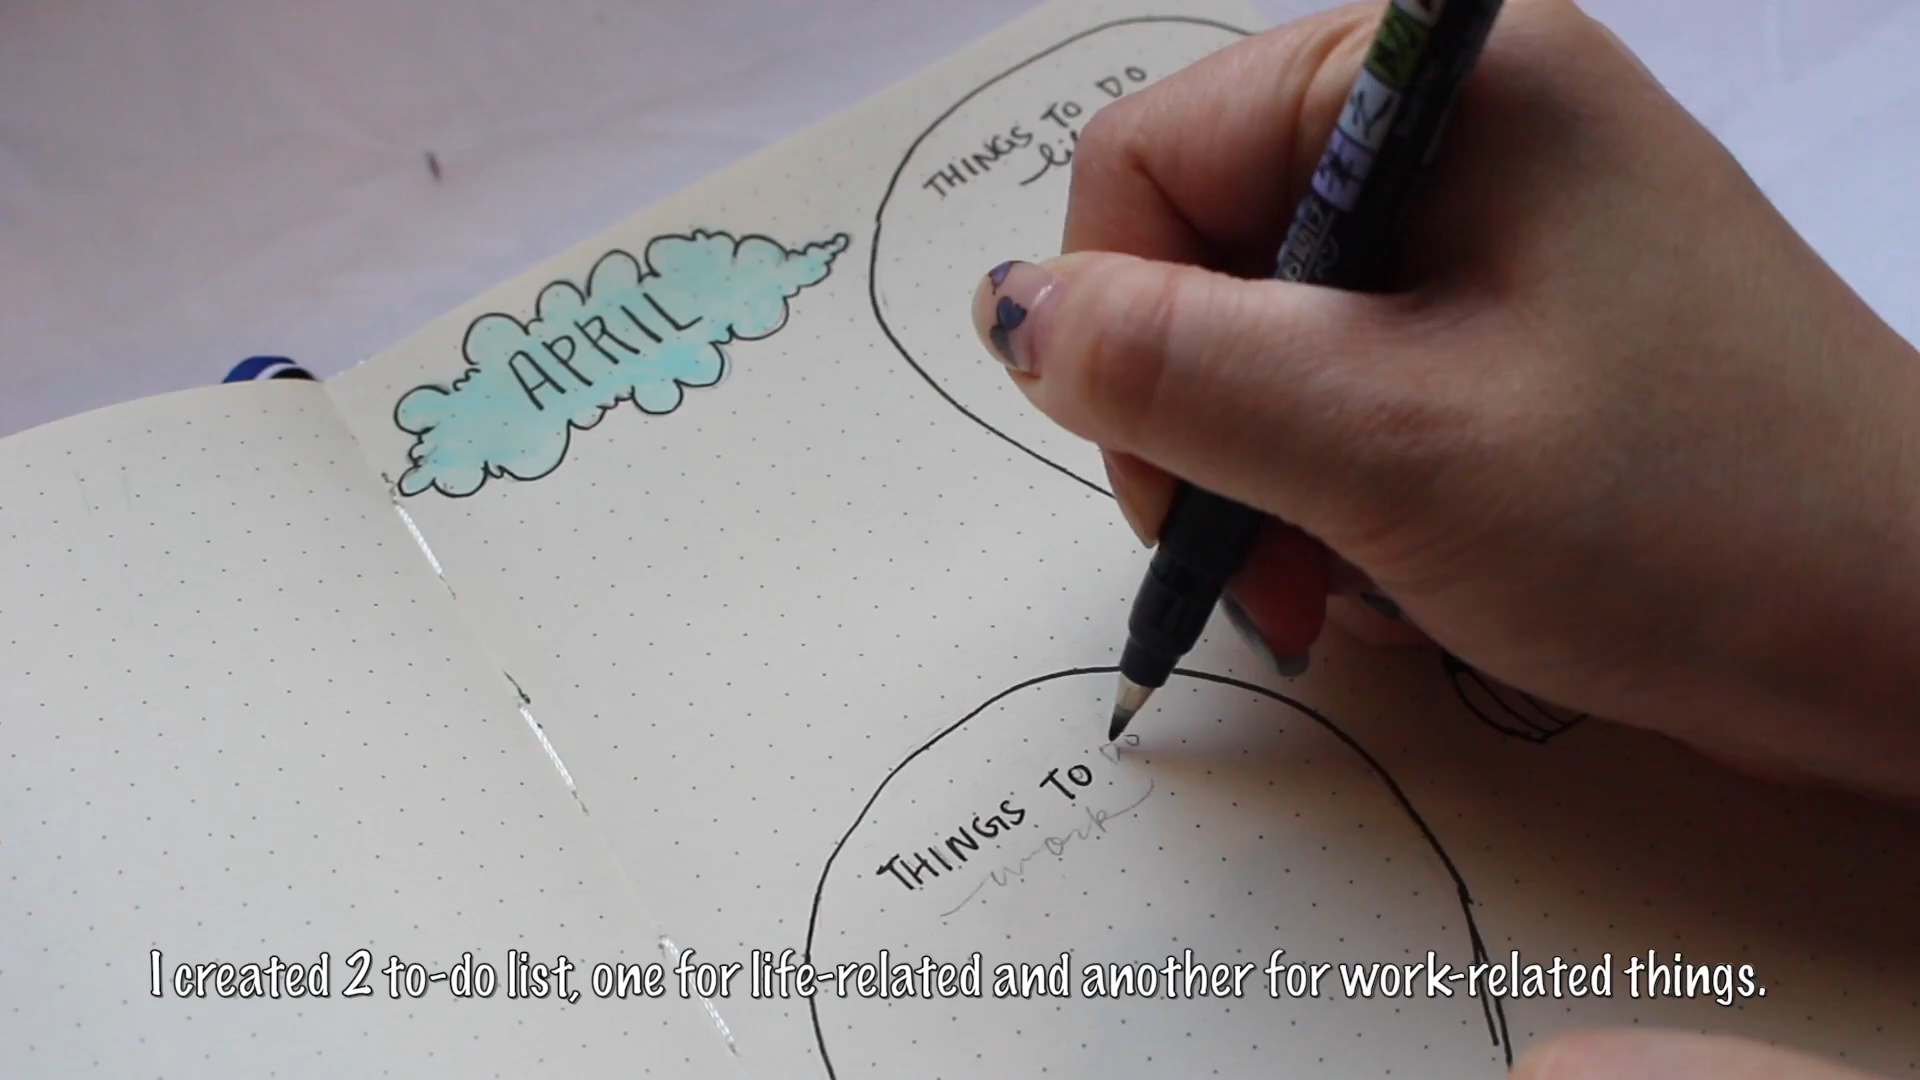 THINGS TO DO
APRIL
THINGS TO DO
work
I created 2 to-do list, one for life-related and another for work-related things.